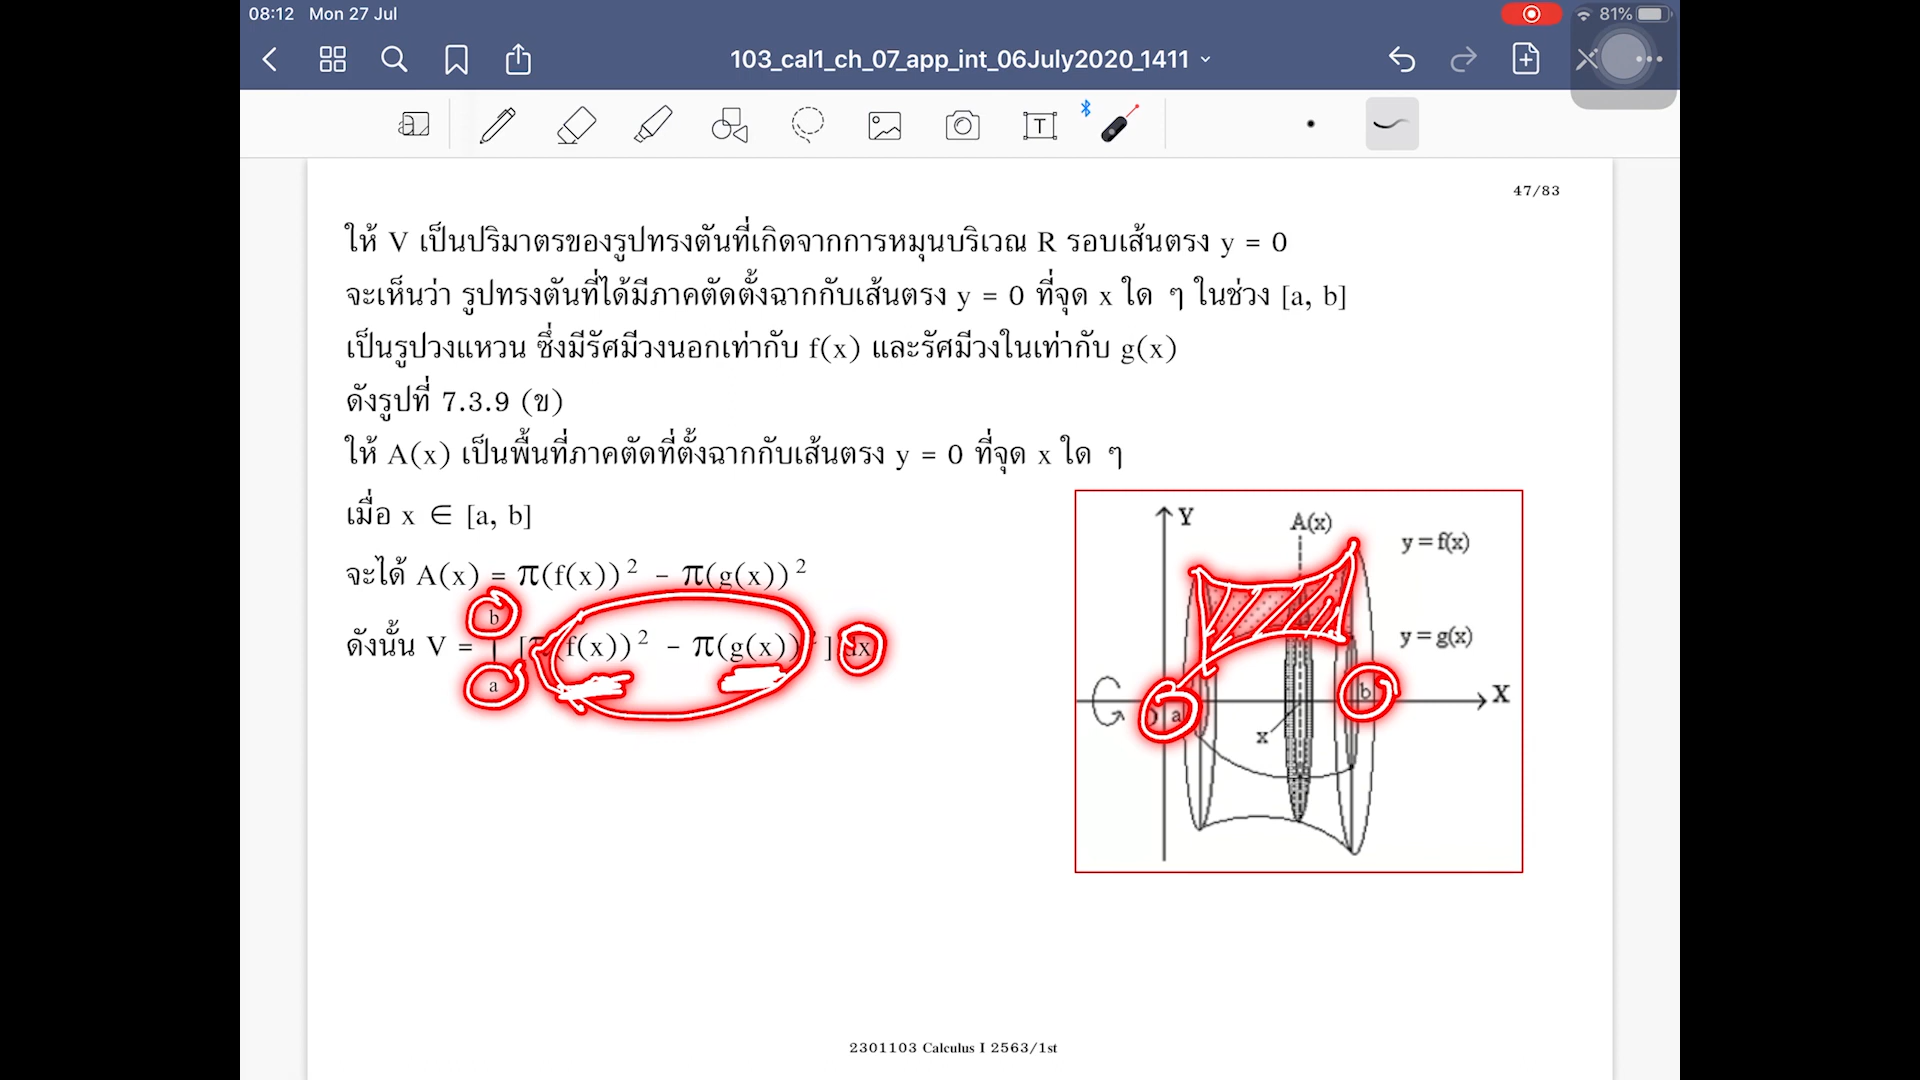 08:12 Mon 27 Jul
81%
103_cal1_ch_07_app_int_06July2020_1411
47/83
ให้ V เป็นปริมาตรของรูปทรงตันที่เกิดจากการหมุนบริเวณ R รอบเส้นตรง y = 0
จะเห็นว่า รูปทรงตันที่ได้มีภาคตัดตั้งฉากกับเส้นตรง y = 0 ที่จุด x ใด ๆ ในช่วง [a, b]
เป็นรูปวงแหวน ซึ่งมีรัศมีวงนอกเท่ากับ f(x) และรัศมีวงในเท่ากับ g(x)
ดังรูปที่ 7.3.9 (ข)
ให้ A(x) เป็นพื้นที่ภาคตัดที่ตั้งฉากกับเส้นตรง y = 0 ที่จุด x ใด ๆ
เมื่อ x ∈ [a, b]
จะได้ A(x) = π(f(x))² − π(g(x))²
b
ดังนั้น V = ∫ [π(f(x))² − π(g(x))²] dx
a
Y
A(x)
y = f(x)
y = g(x)
b
X
a
x
2301103 Calculus I 2563/1st